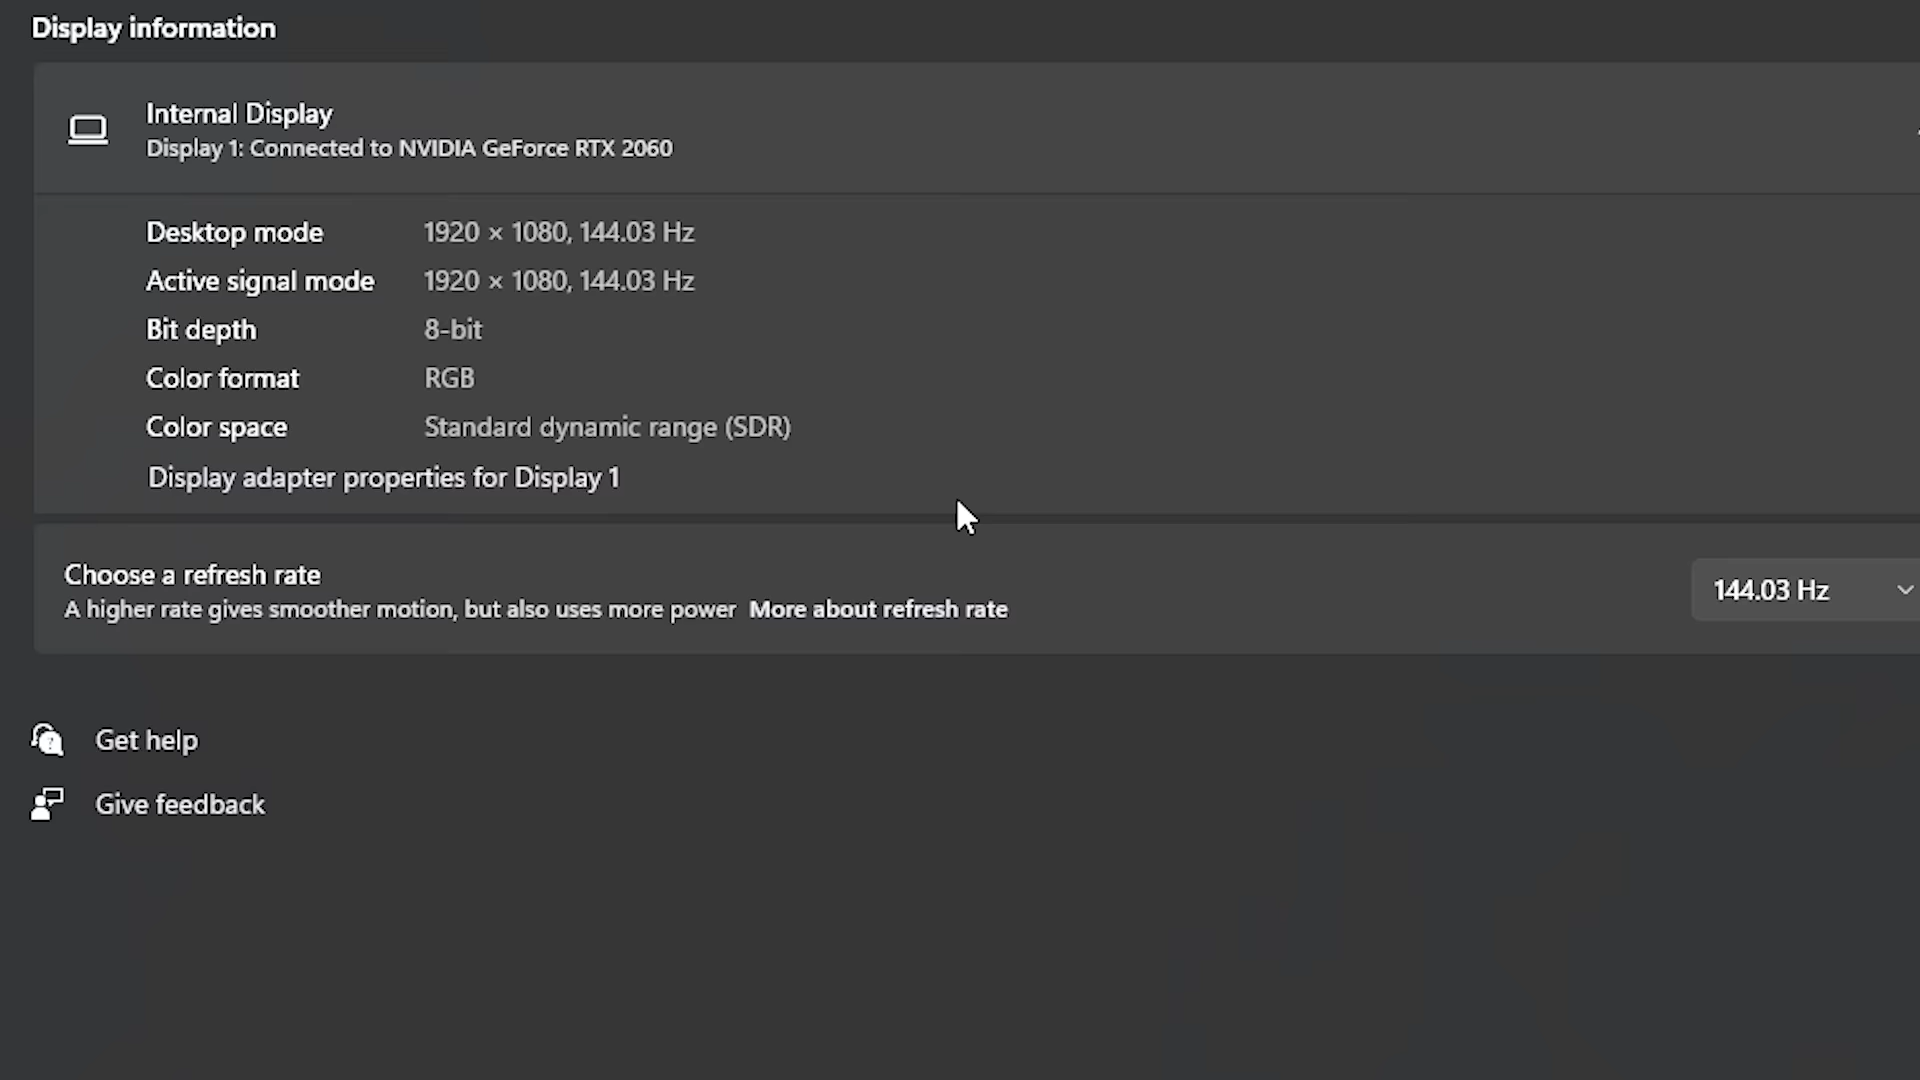 Display information
Internal Display
Display 1: Connected to NVIDIA GeForce RTX 2060
Desktop mode 1920 × 1080, 144.03 Hz
Active signal mode 1920 × 1080, 144.03 Hz
Bit depth 8-bit
Color format RGB
Color space Standard dynamic range (SDR)
Display adapter properties for Display 1
Choose a refresh rate
A higher rate gives smoother motion, but also uses more power More about refresh rate
144.03 Hz
Get help
Give feedback